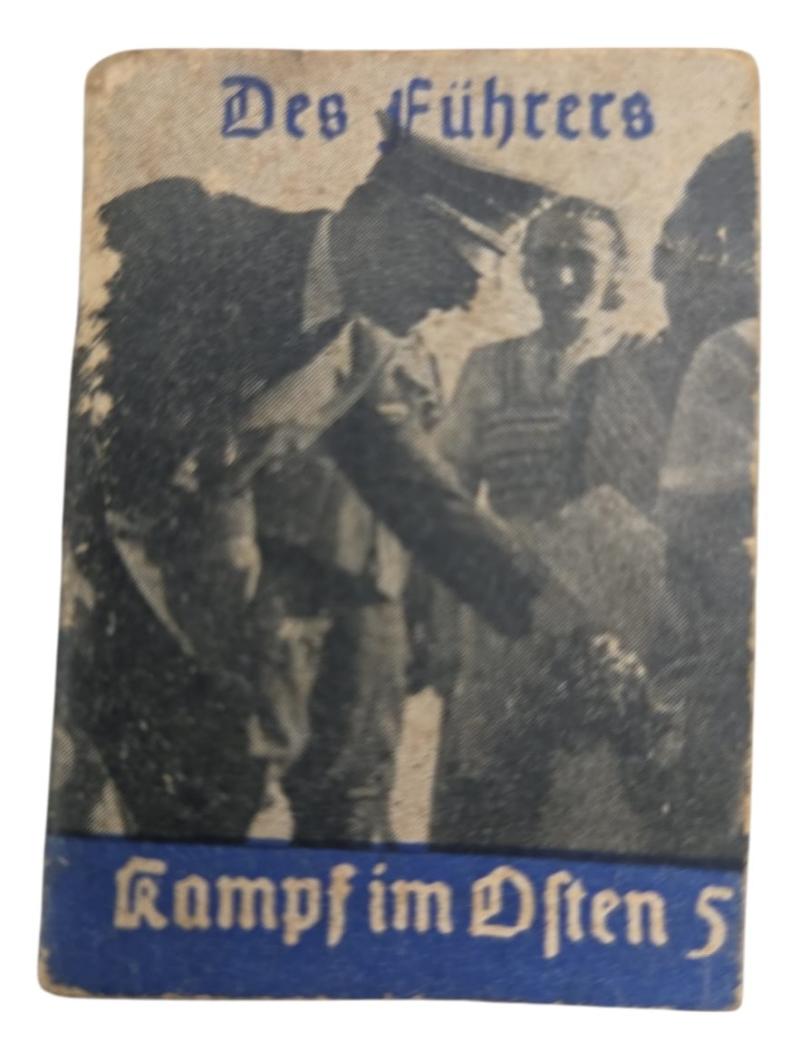 Des Führers
Kampf im Osten 5